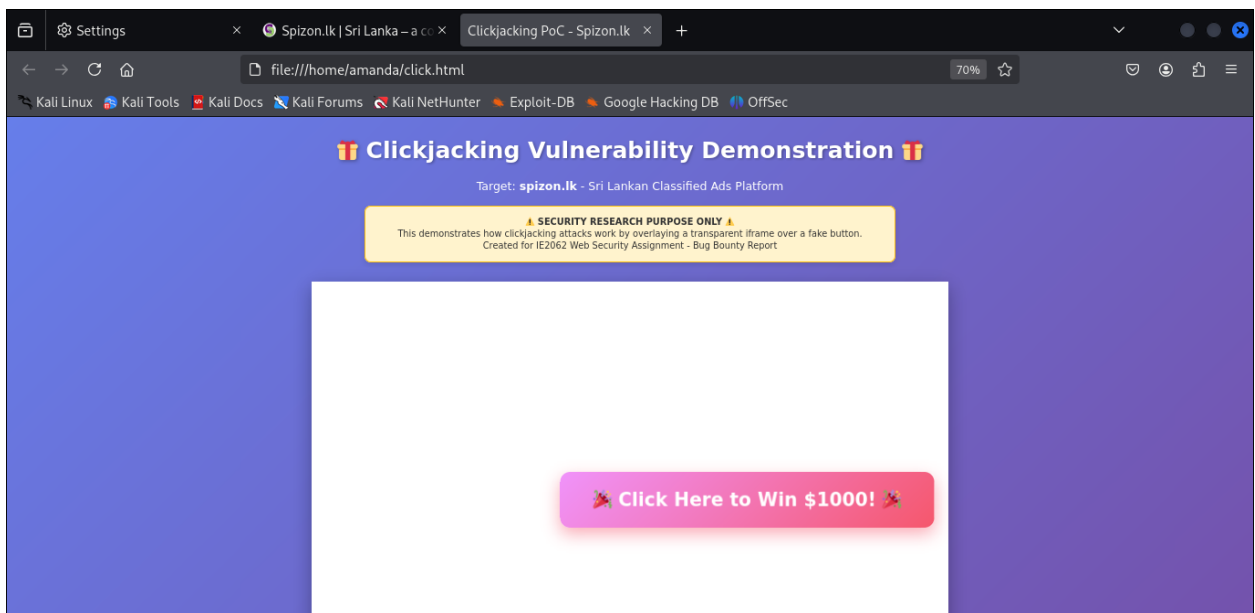 Settings
Spizon.lk | Sri Lanka – a co
Clickjacking PoC - Spizon.lk
file:///home/amanda/click.html
70%
Kali Linux Kali Tools Kali Docs Kali Forums Kali NetHunter Exploit-DB Google Hacking DB OffSec
🎁 Clickjacking Vulnerability Demonstration 🎁
Target: spizon.lk - Sri Lankan Classified Ads Platform
⚠️ SECURITY RESEARCH PURPOSE ONLY ⚠️
This demonstrates how clickjacking attacks work by overlaying a transparent iframe over a fake button.
Created for IE2062 Web Security Assignment - Bug Bounty Report
🎉 Click Here to Win $1000! 🎉